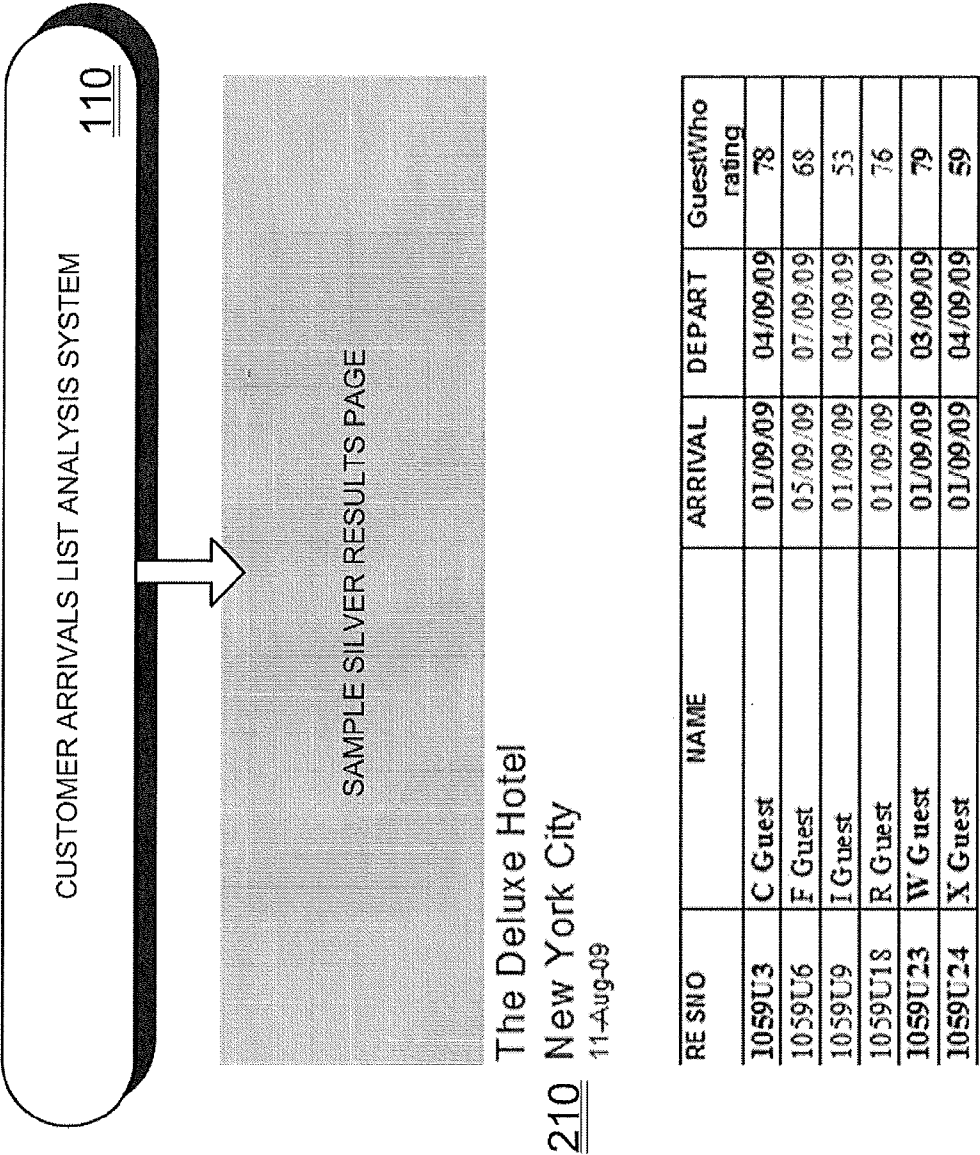 CUSTOMER ARRIVALS LIST ANALYSIS SYSTEM
110
SAMPLE SILVER RESULTS PAGE
The Deluxe Hotel
210 New York City
11-Aug-09
RE SNO NAME ARRIVAL DEPART GuestWho rating
1059U3 C Guest 01/09/09 04/09/09 78
1059U6 F Guest 05/09/09 07/09/09 68
1059U9 I Guest 01/09/09 04/09/09 53
1059U18 R Guest 01/09/09 02/09/09 76
1059U23 W Guest 01/09/09 03/09/09 79
1059U24 X Guest 01/09/09 04/09/09 59